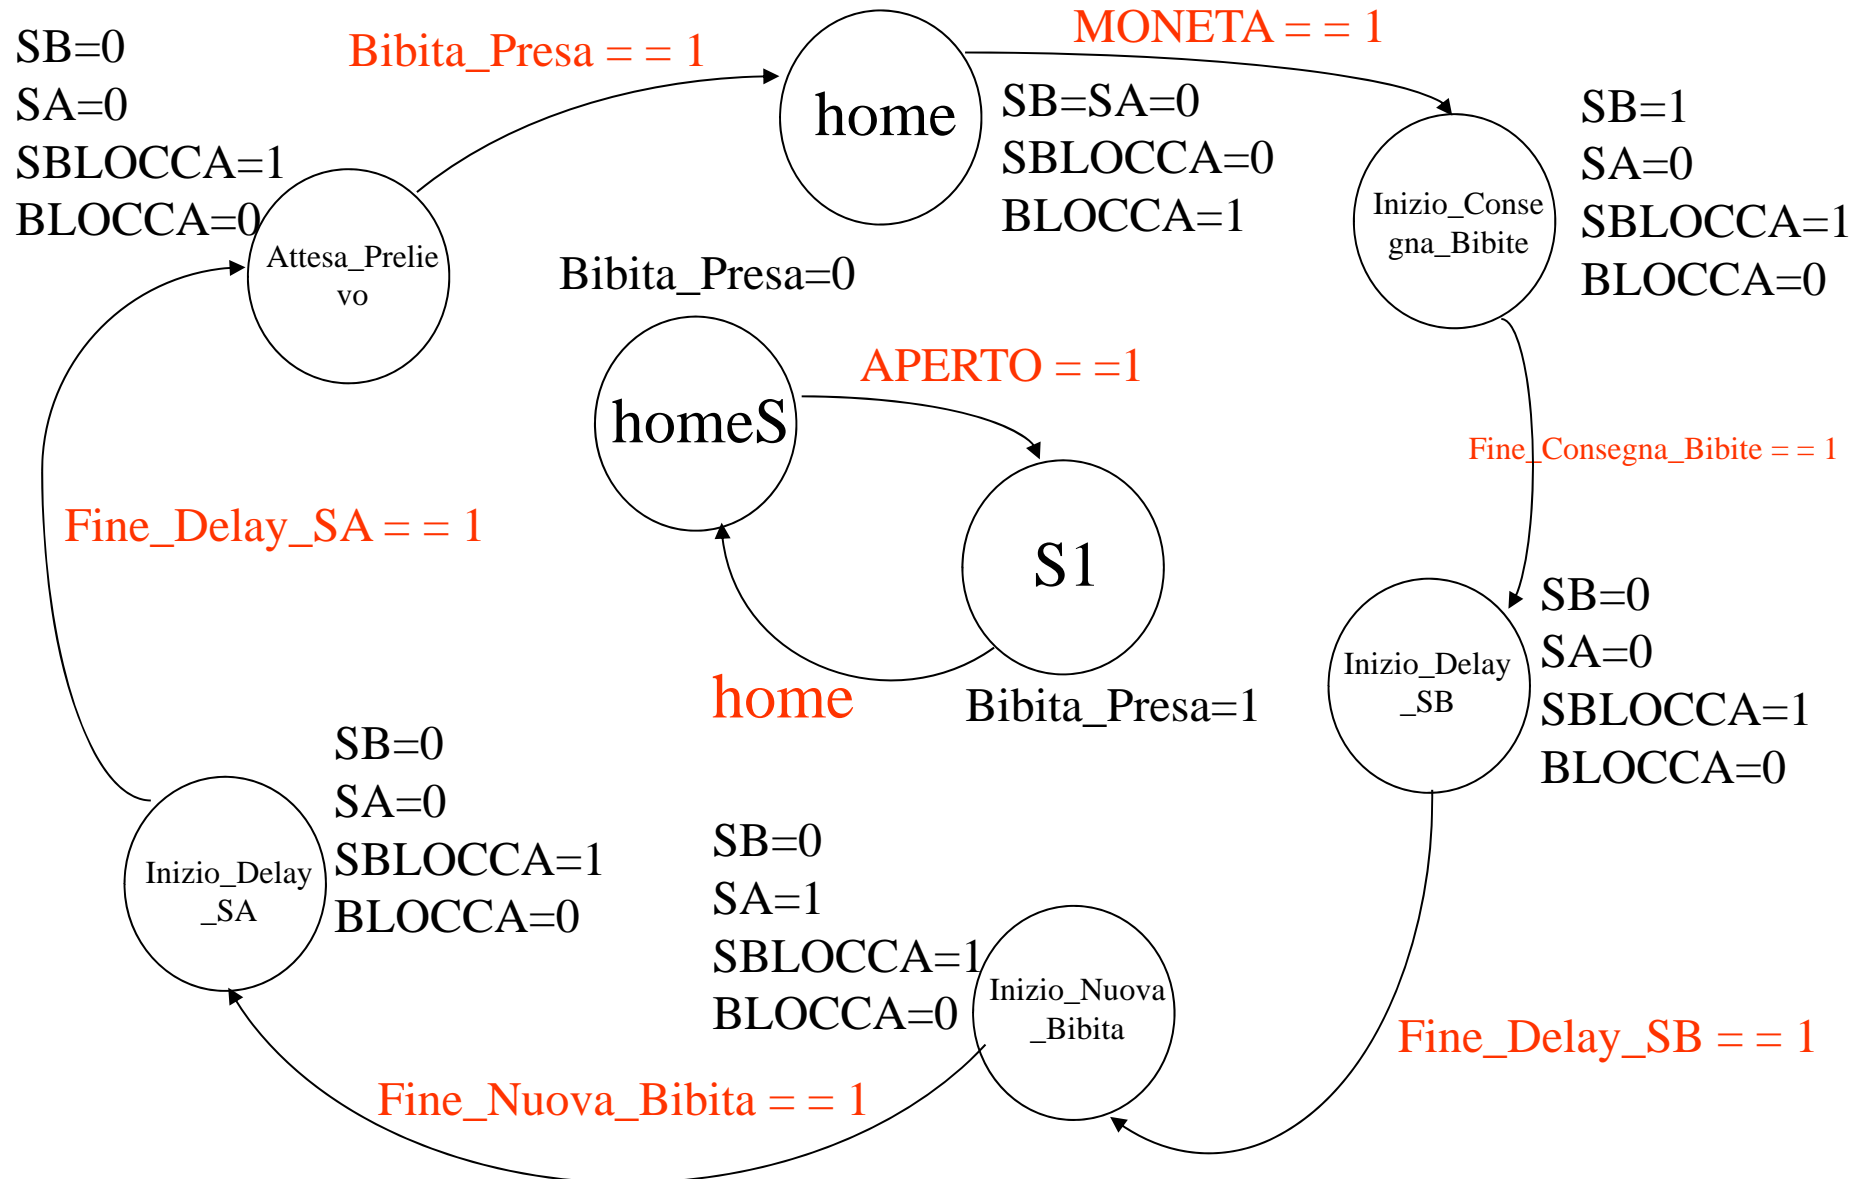 SB=0
SA=0
SBLOCCA=1
BLOCCA=0
Bibita_Presa = = 1
home
MONETA = = 1
SB=SA=0
SBLOCCA=0
BLOCCA=1
Inizio_Conse
gna_Bibite
SB=1
SA=0
SBLOCCA=1
BLOCCA=0
Attesa_Prelie
vo
Bibita_Presa=0
homeS
APERTO = =1
Fine_Consegna_Bibite = = 1
Fine_Delay_SA = = 1
S1
home
Bibita_Presa=1
Inizio_Delay
_SB
SB=0
SA=0
SBLOCCA=1
BLOCCA=0
Inizio_Delay
_SA
SB=0
SA=0
SBLOCCA=1
BLOCCA=0
SB=0
SA=1
SBLOCCA=1
BLOCCA=0
Inizio_Nuova
_Bibita
Fine_Delay_SB = = 1
Fine_Nuova_Bibita = = 1